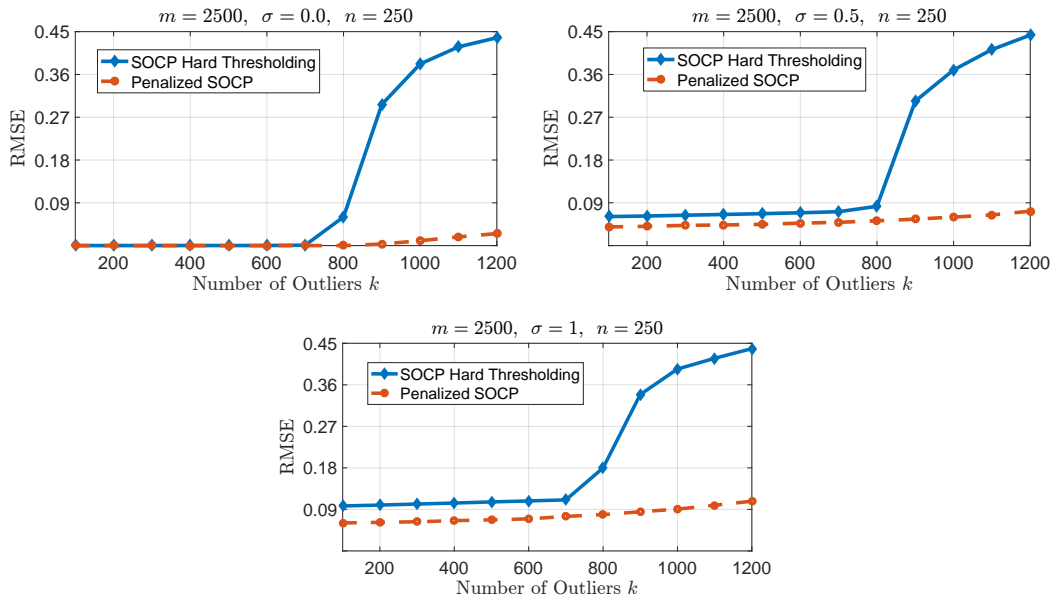 m = 2500, σ = 0.0, n = 250
0.45
0.36
0.27
0.18
0.09
RMSE
SOCP Hard Thresholding
Penalized SOCP
200 400 600 800 1000 1200
Number of Outliers k
m = 2500, σ = 0.5, n = 250
0.45
0.36
0.27
0.18
0.09
RMSE
SOCP Hard Thresholding
Penalized SOCP
200 400 600 800 1000 1200
Number of Outliers k
m = 2500, σ = 1, n = 250
0.45
0.36
0.27
0.18
0.09
RMSE
SOCP Hard Thresholding
Penalized SOCP
200 400 600 800 1000 1200
Number of Outliers k